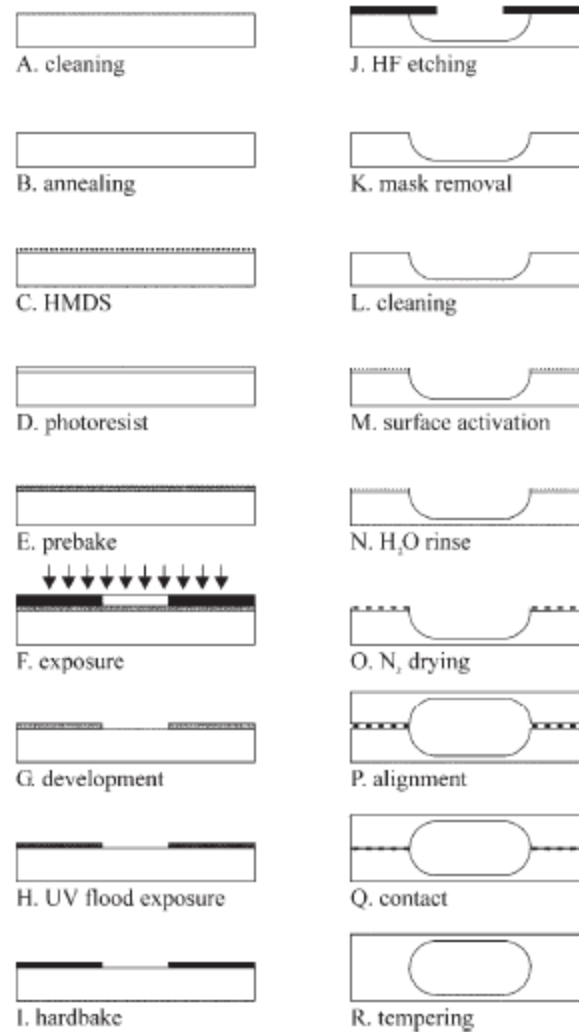 A. cleaning
B. annealing
C. HMDS
D. photoresist
E. prebake
F. exposure
G. development
H. UV flood exposure
I. hardbake
J. HF etching
K. mask removal
L. cleaning
M. surface activation
N. H₂O rinse
O. N₂ drying
P. alignment
Q. contact
R. tempering